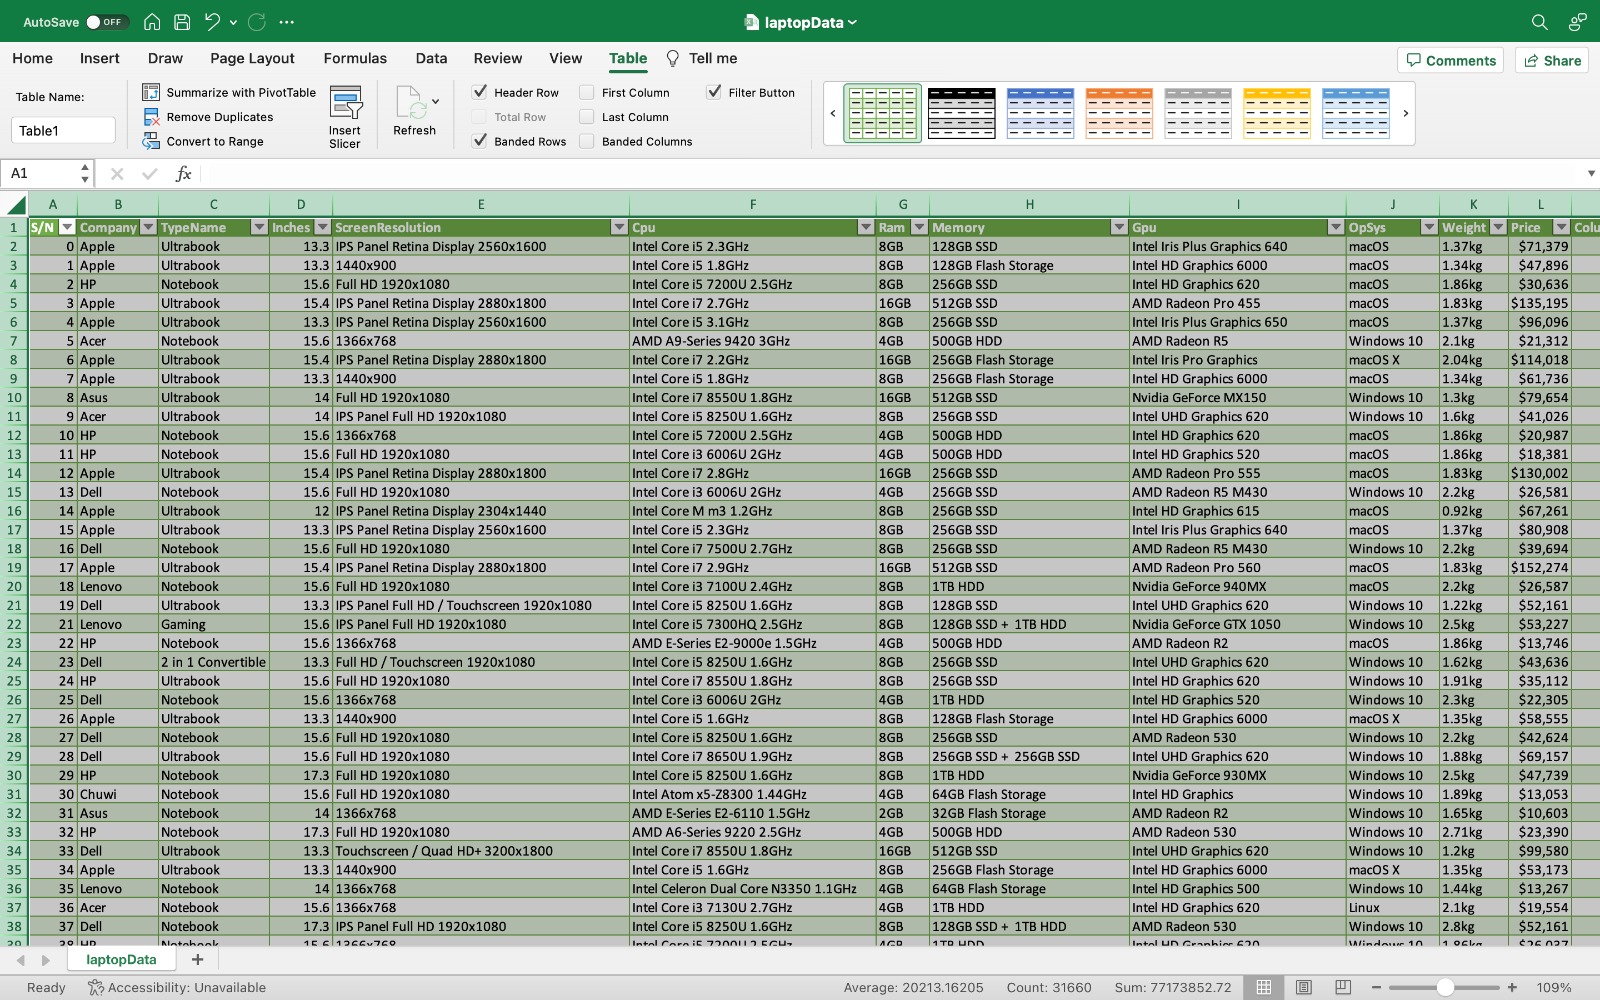 AutoSave OFF laptopData
Home Insert Draw Page Layout Formulas Data Review View Table Tell me Comments Share
Table Name:
Table1
Summarize with PivotTable
Remove Duplicates
Convert to Range
Insert
Slicer
Refresh
Header Row First Column Filter Button
Total Row Last Column
Banded Rows Banded Columns
A1 fx
A B C D E F G H I J K L
1 S/N Company TypeName Inches ScreenResolution Cpu Ram Memory Gpu OpSys Weight Price Colu
2 0 Apple Ultrabook 13.3 IPS Panel Retina Display 2560x1600 Intel Core i5 2.3GHz 8GB 128GB SSD Intel Iris Plus Graphics 640 macOS 1.37kg $71,379
3 1 Apple Ultrabook 13.3 1440x900 Intel Core i5 1.8GHz 8GB 128GB Flash Storage Intel HD Graphics 6000 macOS 1.34kg $47,896
4 2 HP Notebook 15.6 Full HD 1920x1080 Intel Core i5 7200U 2.5GHz 8GB 256GB SSD Intel HD Graphics 620 macOS 1.86kg $30,636
5 3 Apple Ultrabook 15.4 IPS Panel Retina Display 2880x1800 Intel Core i7 2.7GHz 16GB 512GB SSD AMD Radeon Pro 455 macOS 1.83kg $135,195
6 4 Apple Ultrabook 13.3 IPS Panel Retina Display 2560x1600 Intel Core i5 3.1GHz 8GB 256GB SSD Intel Iris Plus Graphics 650 macOS 1.37kg $96,096
7 5 Acer Notebook 15.6 1366x768 AMD A9-Series 9420 3GHz 4GB 500GB HDD AMD Radeon R5 Windows 10 2.1kg $21,312
8 6 Apple Ultrabook 15.4 IPS Panel Retina Display 2880x1800 Intel Core i7 2.2GHz 16GB 256GB Flash Storage Intel Iris Pro Graphics macOS X 2.04kg $114,018
9 7 Apple Ultrabook 13.3 1440x900 Intel Core i5 1.8GHz 8GB 256GB Flash Storage Intel HD Graphics 6000 macOS 1.34kg $61,736
10 8 Asus Ultrabook 14 Full HD 1920x1080 Intel Core i7 8550U 1.8GHz 16GB 512GB SSD Nvidia GeForce MX150 Windows 10 1.3kg $79,654
11 9 Acer Ultrabook 14 IPS Panel Full HD 1920x1080 Intel Core i5 8250U 1.6GHz 8GB 256GB SSD Intel UHD Graphics 620 Windows 10 1.6kg $41,026
12 10 HP Notebook 15.6 1366x768 Intel Core i5 7200U 2.5GHz 4GB 500GB HDD Intel HD Graphics 620 macOS 1.86kg $20,987
13 11 HP Notebook 15.6 Full HD 1920x1080 Intel Core i3 6006U 2GHz 4GB 500GB HDD Intel HD Graphics 520 macOS 1.86kg $18,381
14 12 Apple Ultrabook 15.4 IPS Panel Retina Display 2880x1800 Intel Core i7 2.8GHz 16GB 256GB SSD AMD Radeon Pro 555 macOS 1.83kg $130,002
15 13 Dell Notebook 15.6 Full HD 1920x1080 Intel Core i3 6006U 2GHz 4GB 256GB SSD AMD Radeon R5 M430 Windows 10 2.2kg $26,581
16 14 Apple Ultrabook 12 IPS Panel Retina Display 2304x1440 Intel Core M m3 1.2GHz 8GB 256GB SSD Intel HD Graphics 615 macOS 0.92kg $67,261
17 15 Apple Ultrabook 13.3 IPS Panel Retina Display 2560x1600 Intel Core i5 2.3GHz 8GB 256GB SSD Intel Iris Plus Graphics 640 macOS 1.37kg $80,908
18 16 Dell Notebook 15.6 Full HD 1920x1080 Intel Core i7 7500U 2.7GHz 8GB 256GB SSD AMD Radeon R5 M430 Windows 10 2.2kg $39,694
19 17 Apple Ultrabook 15.4 IPS Panel Retina Display 2880x1800 Intel Core i7 2.9GHz 16GB 512GB SSD AMD Radeon Pro 560 macOS 1.83kg $152,274
20 18 Lenovo Notebook 15.6 Full HD 1920x1080 Intel Core i3 7100U 2.4GHz 8GB 1TB HDD Nvidia GeForce 940MX macOS 2.2kg $26,587
21 19 Dell Ultrabook 13.3 IPS Panel Full HD / Touchscreen 1920x1080 Intel Core i5 8250U 1.6GHz 8GB 128GB SSD Intel UHD Graphics 620 Windows 10 1.22kg $52,161
22 21 Lenovo Gaming 15.6 IPS Panel Full HD 1920x1080 Intel Core i5 7300HQ 2.5GHz 8GB 128GB SSD + 1TB HDD Nvidia GeForce GTX 1050 Windows 10 2.5kg $53,227
23 22 HP Notebook 15.6 1366x768 AMD E-Series E2-9000e 1.5GHz 4GB 500GB HDD AMD Radeon R2 macOS 1.86kg $13,746
24 23 Dell 2 in 1 Convertible 13.3 Full HD / Touchscreen 1920x1080 Intel Core i5 8250U 1.6GHz 8GB 256GB SSD Intel UHD Graphics 620 Windows 10 1.62kg $43,636
25 24 HP Ultrabook 15.6 Full HD 1920x1080 Intel Core i7 8550U 1.8GHz 8GB 256GB SSD Intel HD Graphics 620 Windows 10 1.91kg $35,112
26 25 Dell Notebook 15.6 1366x768 Intel Core i3 6006U 2GHz 4GB 1TB HDD Intel HD Graphics 520 Windows 10 2.3kg $22,305
27 26 Apple Ultrabook 13.3 1440x900 Intel Core i5 1.6GHz 8GB 128GB Flash Storage Intel HD Graphics 6000 macOS X 1.35kg $58,555
28 27 Dell Notebook 15.6 Full HD 1920x1080 Intel Core i5 8250U 1.6GHz 8GB 256GB SSD AMD Radeon 530 Windows 10 2.2kg $42,624
29 28 Dell Ultrabook 15.6 Full HD 1920x1080 Intel Core i7 8650U 1.9GHz 8GB 256GB SSD + 256GB SSD Intel UHD Graphics 620 Windows 10 1.88kg $69,157
30 29 HP Notebook 17.3 Full HD 1920x1080 Intel Core i5 8250U 1.6GHz 8GB 1TB HDD Nvidia GeForce 930MX Windows 10 2.5kg $47,739
31 30 Chuwi Notebook 15.6 Full HD 1920x1080 Intel Atom x5-Z8300 1.44GHz 4GB 64GB Flash Storage Intel HD Graphics Windows 10 1.89kg $13,053
32 31 Asus Notebook 14 1366x768 AMD E-Series E2-6110 1.5GHz 2GB 32GB Flash Storage AMD Radeon R2 Windows 10 1.65kg $10,603
33 32 HP Notebook 17.3 Full HD 1920x1080 AMD A6-Series 9220 2.5GHz 4GB 500GB HDD AMD Radeon 530 Windows 10 2.71kg $23,390
34 33 Dell Ultrabook 13.3 Touchscreen / Quad HD+ 3200x1800 Intel Core i7 8550U 1.8GHz 16GB 512GB SSD Intel UHD Graphics 620 Windows 10 1.2kg $99,580
35 34 Apple Ultrabook 13.3 1440x900 Intel Core i5 1.6GHz 8GB 256GB Flash Storage Intel HD Graphics 6000 macOS X 1.35kg $53,173
36 35 Lenovo Notebook 14 1366x768 Intel Celeron Dual Core N3350 1.1GHz 4GB 64GB Flash Storage Intel HD Graphics 500 Windows 10 1.44kg $13,267
37 36 Acer Notebook 15.6 1366x768 Intel Core i3 7130U 2.7GHz 4GB 1TB HDD Intel HD Graphics 620 Linux 2.1kg $19,554
38 37 Dell Notebook 17.3 IPS Panel Full HD 1920x1080 Intel Core i5 8250U 1.6GHz 8GB 128GB SSD + 1TB HDD AMD Radeon 530 Windows 10 2.8kg $52,161
39 38 HP Notebook 15.6 1366x768 Intel Core i5 7200U 2.5GHz 4GB 1TB HDD Intel HD Graphics 620 Windows 10 1.86kg $26,037
laptopData
Ready Accessibility: Unavailable Average: 20213.16205 Count: 31660 Sum: 77173852.72 109%